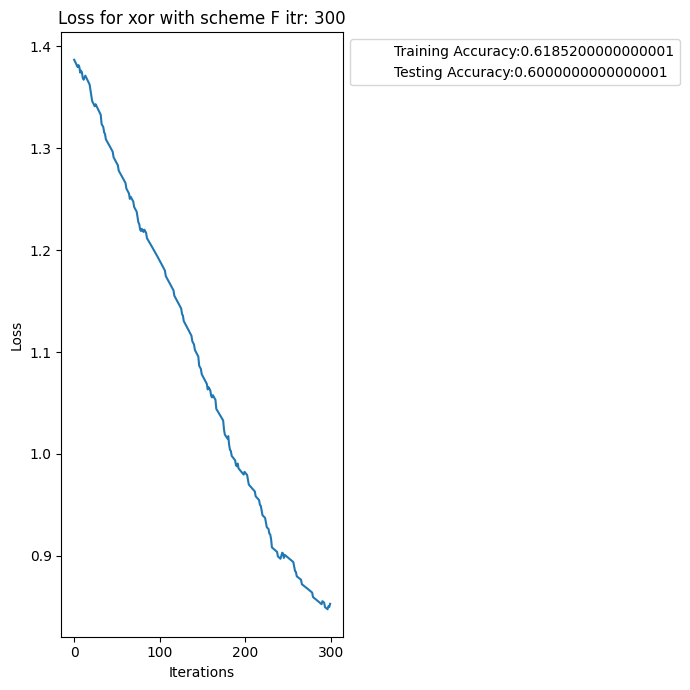 Loss for xor with scheme F itr: 300
Training Accuracy:0.6185200000000001
Testing Accuracy:0.6000000000000001
1.4
1.3
1.2
1.1
1.0
0.9
Loss
0 100 200 300
Iterations